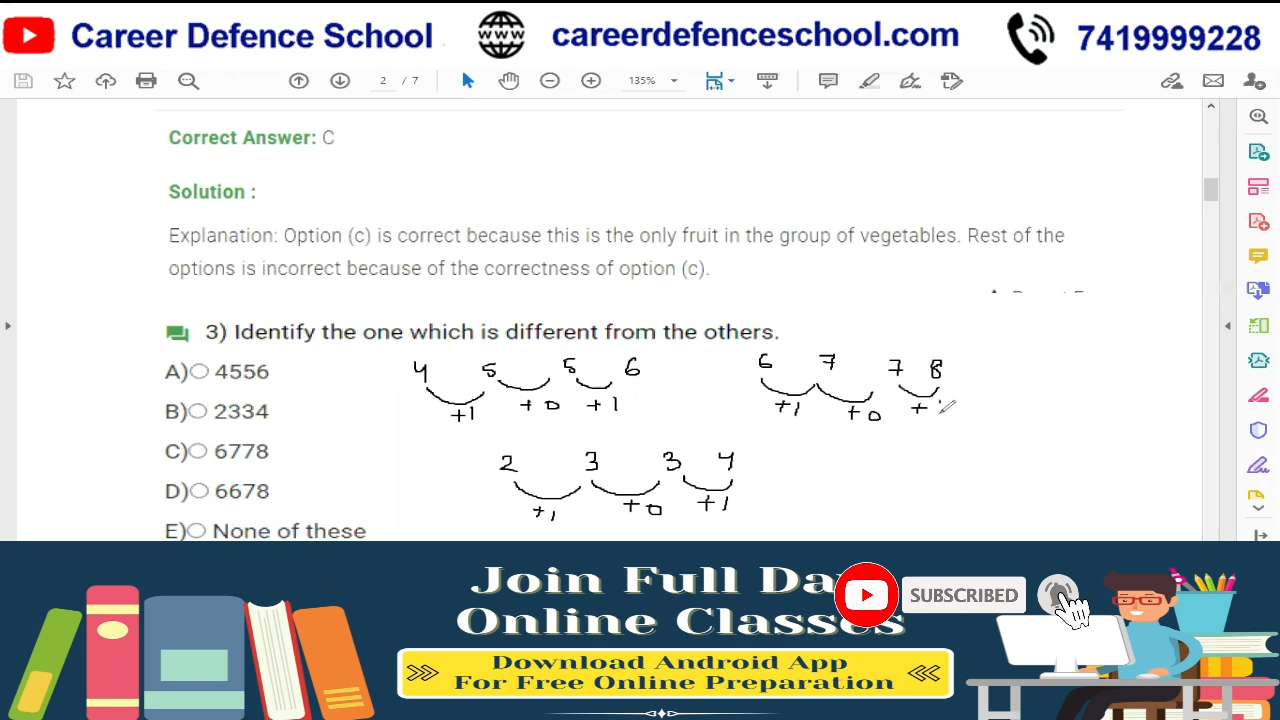 Career Defence School
www
careerdefenceschool.com
7419999228
2 / 7
135%
Correct Answer: C
Solution :
Explanation: Option (c) is correct because this is the only fruit in the group of vegetables. Rest of the
options is incorrect because of the correctness of option (c).
3) Identify the one which is different from the others.
A) 4556
B) 2334
C) 6778
D) 6678
E) None of these
4 5 5 6
+1 +0 +1
6 7 7 8
+1 +0 +
2 3 3 4
+1 +0 +1
Join Full Day
Online Classes
SUBSCRIBED
Download Android App
For Free Online Preparation